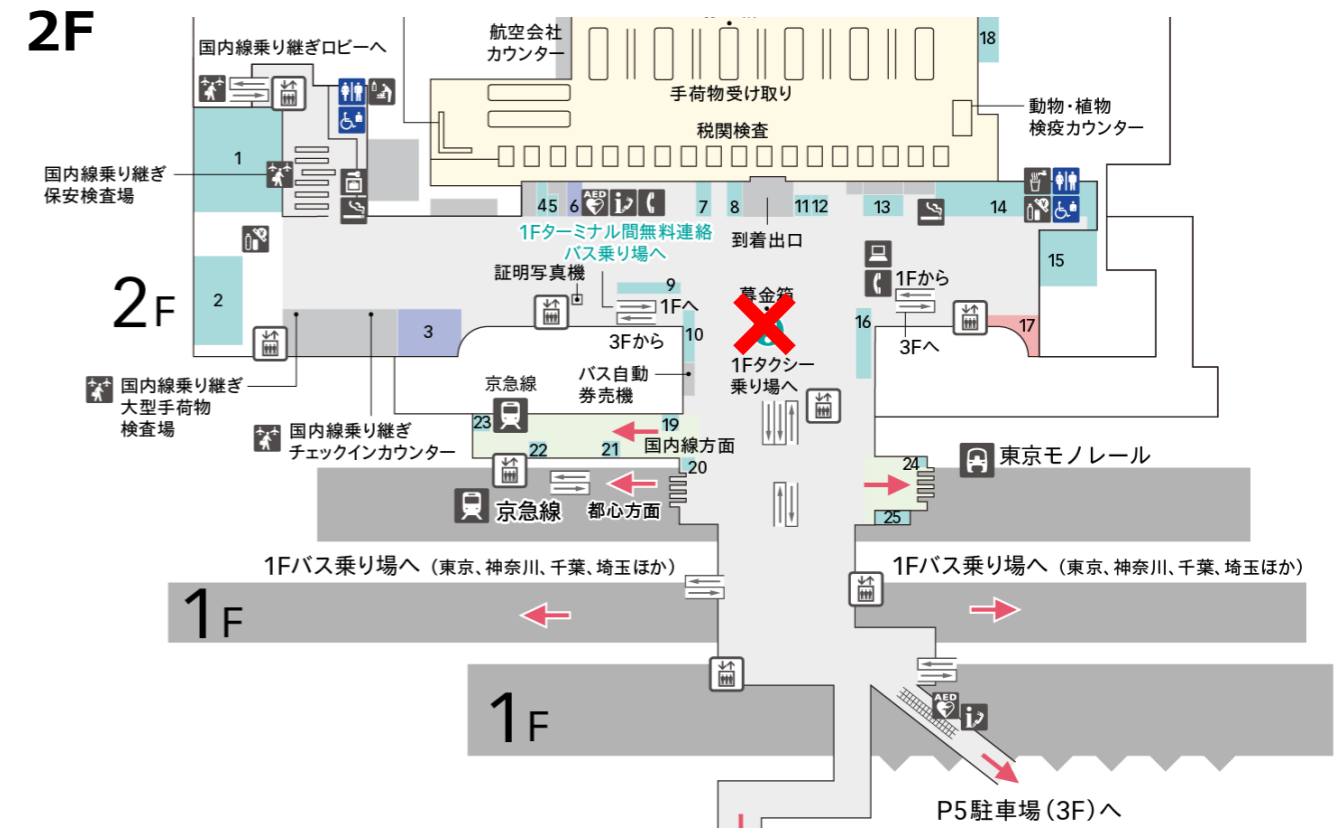 2F
国内線乗り継ぎロビーへ
航空会社
カウンター
18
手荷物受け取り
税関検査
動物・植物
検疫カウンター
1
国内線乗り継ぎ
保安検査場
4
5
6
AED
7
8
11
12
13
14
到着出口
1Fターミナル間無料連絡
バス乗り場へ
15
2F
2
証明写真機
9
1Fへ
3Fから
募金箱
1Fから
3Fへ
16
17
3
10
1Fタクシー
乗り場へ
バス自動
券売機
国内線乗り継ぎ
大型手荷物
検査場
国内線乗り継ぎ
チェックインカウンター
京急線
23
19
国内線方面
22
21
20
24
東京モノレール
京急線
都心方面
25
1Fバス乗り場へ（東京、神奈川、千葉、埼玉ほか）
1Fバス乗り場へ（東京、神奈川、千葉、埼玉ほか）
1F
1F
AED
P5駐車場（3F）へ